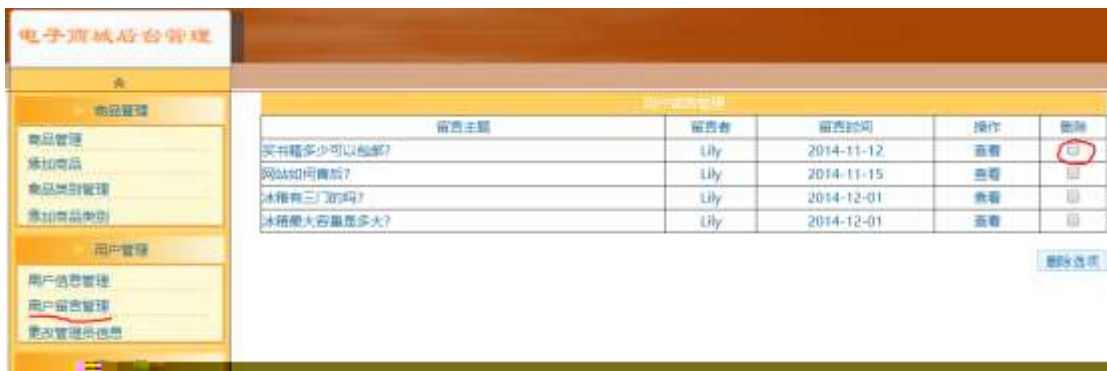 电子商城后台管理
商品管理
商品管理
添加商品
商品类别管理
添加商品类别
用户管理
用户信息管理
用户留言管理
更改管理员信息
用户留言管理
留言主题 留言者 留言时间 操作 删除
买书籍多少可以包邮? Lily 2014-11-12 查看
网站如何售后? Lily 2014-11-15 查看
冰箱有三门的吗? Lily 2014-12-01 查看
冰箱最大容量是多大? Lily 2014-12-01 查看
删除选项